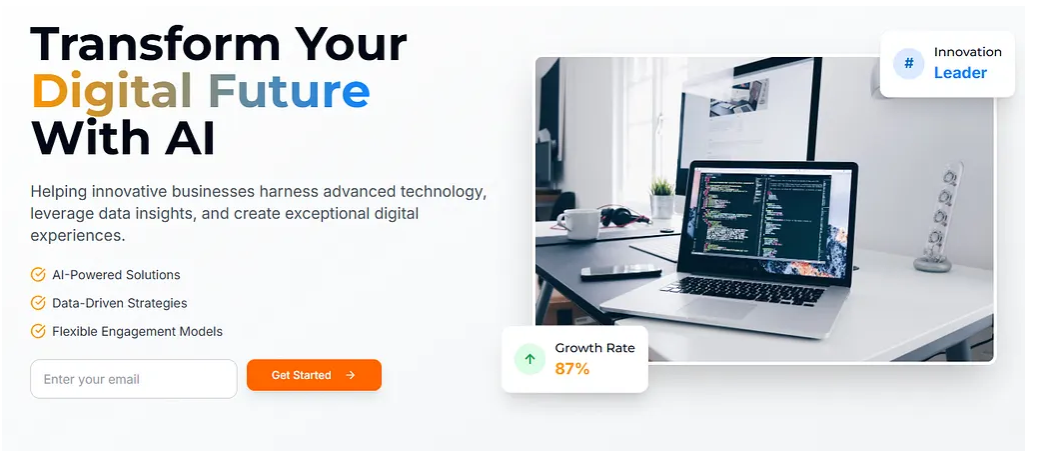 Transform Your
Digital Future
With AI
Helping innovative businesses harness advanced technology,
leverage data insights, and create exceptional digital
experiences.
AI-Powered Solutions
Data-Driven Strategies
Flexible Engagement Models
Enter your email
Get Started →
#
Innovation
Leader
↑
Growth Rate
87%